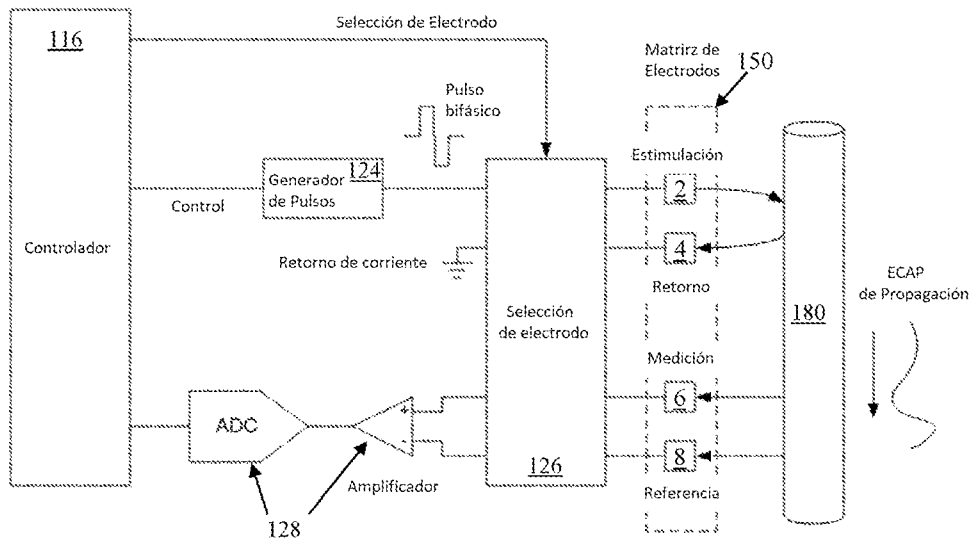 116
Selección de Electrodo
Matrirz de
Electrodos
150
Pulso
bifásico
Estimulación
Generador
de Pulsos
124
2
Control
Controlador
Retorno de corriente
4
Retorno
Selección
de electrodo
ECAP
de Propagación
180
Medición
6
ADC
+
-
8
126
Amplificador
Referencia
128